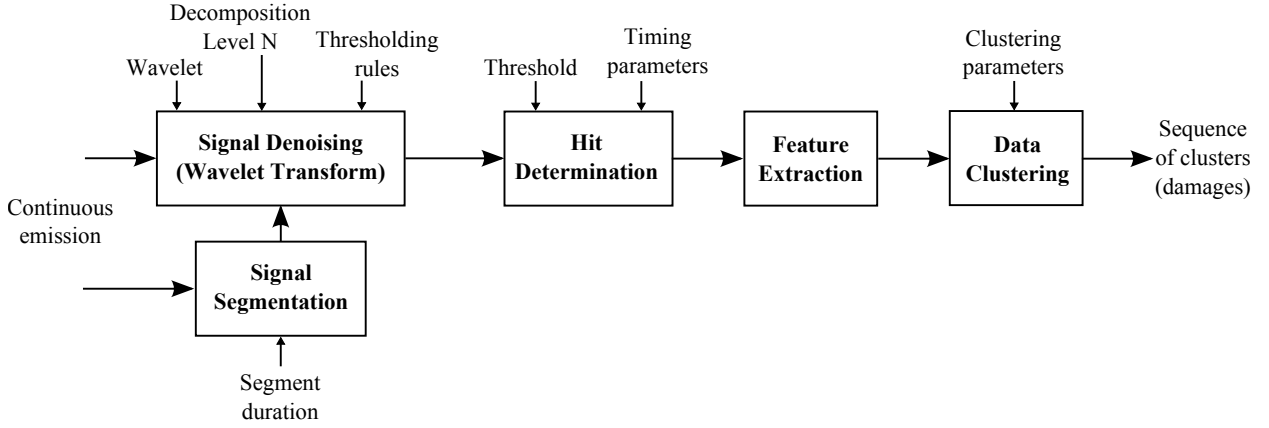 Decomposition
Level N
Wavelet
Thresholding
rules
Threshold
Timing
parameters
Clustering
parameters
Signal Denoising
(Wavelet Transform)
Hit
Determination
Feature
Extraction
Data
Clustering
Sequence
of clusters
(damages)
Continuous
emission
Signal
Segmentation
Segment
duration